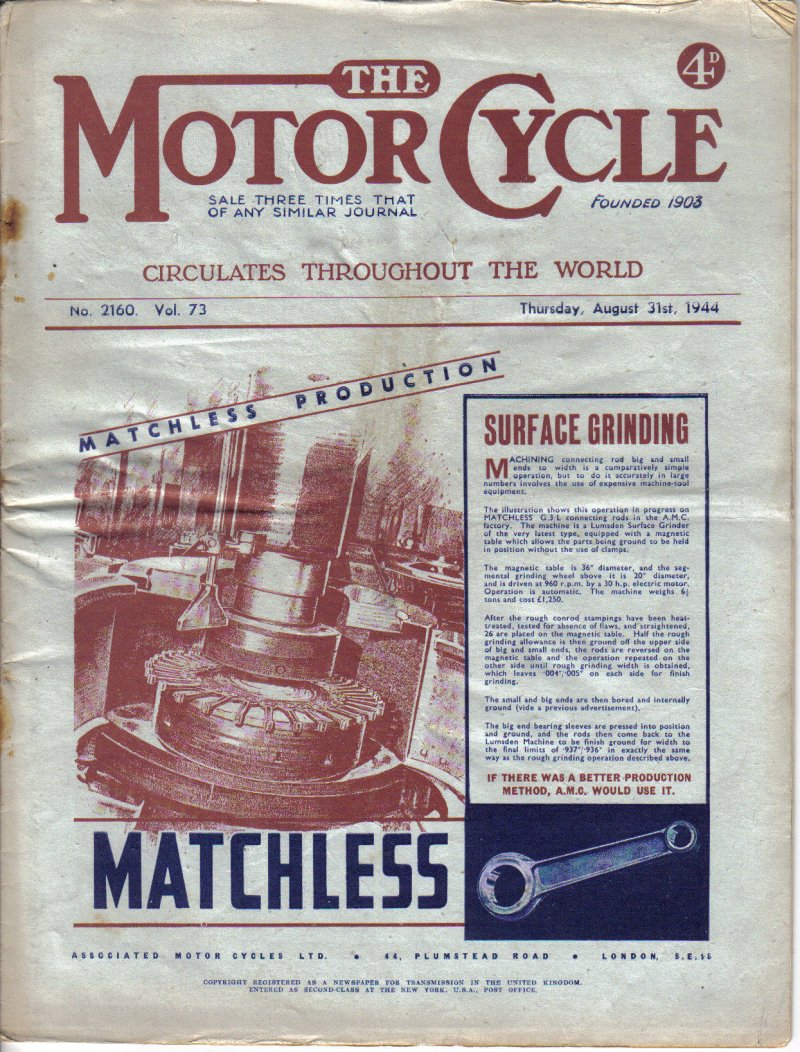 THE
4D
MOTOR CYCLE
SALE THREE TIMES THAT
OF ANY SIMILAR JOURNAL
FOUNDED 1903
CIRCULATES THROUGHOUT THE WORLD
No. 2160. Vol. 73
Thursday, August 31st, 1944
MATCHLESS PRODUCTION
SURFACE GRINDING
MACHINING connecting rod big and small
ends to width is a comparatively simple
operation, but to do it accurately in large
numbers involves the use of expensive machine-tool
equipment.
The illustration shows this operation in progress on
MATCHLESS G.3 L connecting rods in the A.M.C.
factory. The machine is a Lumsden Surface Grinder
of the very latest type, equipped with a magnetic
table which allows the parts being ground to be held
in position without the use of clamps.
The magnetic table is 36" diameter, and the seg-
mental grinding wheel above it is 20" diameter,
and is driven at 960 r.p.m. by a 30 h.p. electric motor.
Operation is automatic. The machine weighs 6½
tons and cost £1,250.
After the rough conrod stampings have been heat-
treated, tested for absence of flaws, and straightened,
26 are placed on the magnetic table. Half the rough
grinding allowance is then ground off the upper side
of big and small ends, the rods are reversed on the
magnetic table and the operation repeated on the
other side until rough grinding width is obtained,
which leaves ·004"/·005" on each side for finish
grinding.
The small and big ends are then bored and internally
ground (vide a previous advertisement).
The big end bearing sleeves are pressed into position
and ground, and the rods then come back to the
Lumsden Machine to be finish ground for width to
the final limits of ·937"/·936" in exactly the same
way as the rough grinding operation described above.
IF THERE WAS A BETTER PRODUCTION
METHOD, A.M.C. WOULD USE IT.
MATCHLESS
ASSOCIATED MOTOR CYCLES LTD. • 44, PLUMSTEAD ROAD • LONDON, S.E.18
COPYRIGHT REGISTERED AS A NEWSPAPER FOR TRANSMISSION IN THE UNITED KINGDOM.
ENTERED AS SECOND-CLASS AT THE NEW YORK, U.S.A., POST OFFICE.